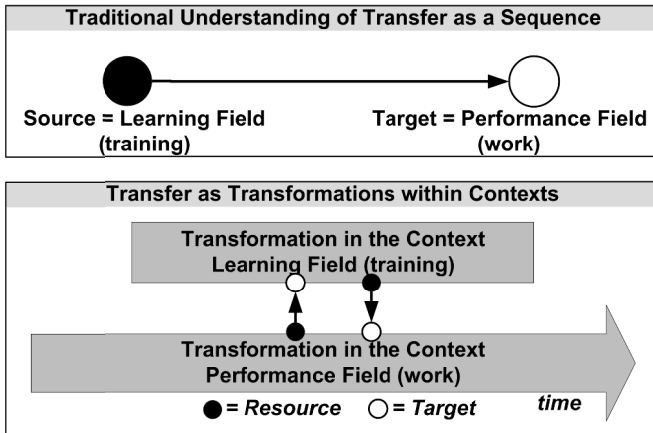 Traditional Understanding of Transfer as a Sequence
Source = Learning Field
(training)
Target = Performance Field
(work)
Transfer as Transformations within Contexts
Transformation in the Context
Learning Field (training)
Transformation in the Context
Performance Field (work)
= Resource = Target
time